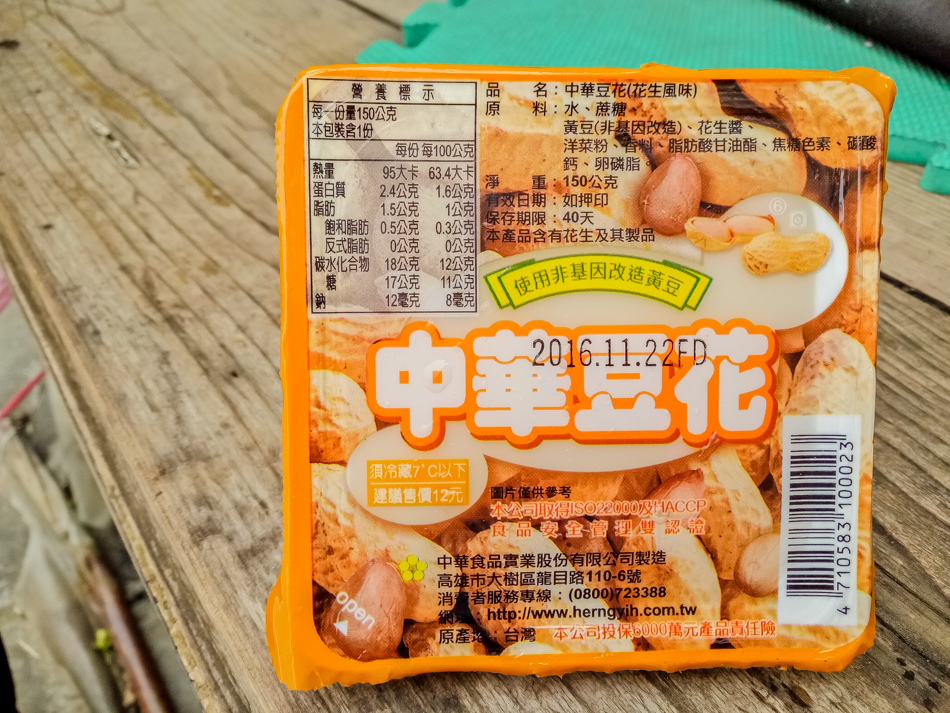 營養標示
每一份量150公克
本包裝含1份
每份 每100公克
熱量 95大卡 63.4大卡
蛋白質 2.4公克 1.6公克
脂肪 1.5公克 1公克
飽和脂肪 0.5公克 0.3公克
反式脂肪 0公克 0公克
碳水化合物 18公克 12公克
糖 17公克 11公克
鈉 12毫克 8毫克
品名：中華豆花(花生風味)
原料：水、蔗糖、
黃豆(非基因改造)、花生醬、
洋菜粉、香料、脂肪酸甘油酯、焦糖色素、碳酸
鈣、卵磷脂。
淨重：150公克
有效日期：如押印
保存期限：40天
本產品含有花生及其製品
⑥
使用非基因改造黃豆
中華豆花
2016.11.22FD
須冷藏7°C以下
建議售價12元
圖片僅供參考
本公司取得ISO22000及HACCP
食品安全管理雙認證
中華食品實業股份有限公司製造
高雄市大樹區龍目路110-6號
消費者服務專線：(0800)723388
網址：http://www.herngyih.com.tw
原產地：台灣 本公司投保6000萬元產品責任險
open
4 710583 100023